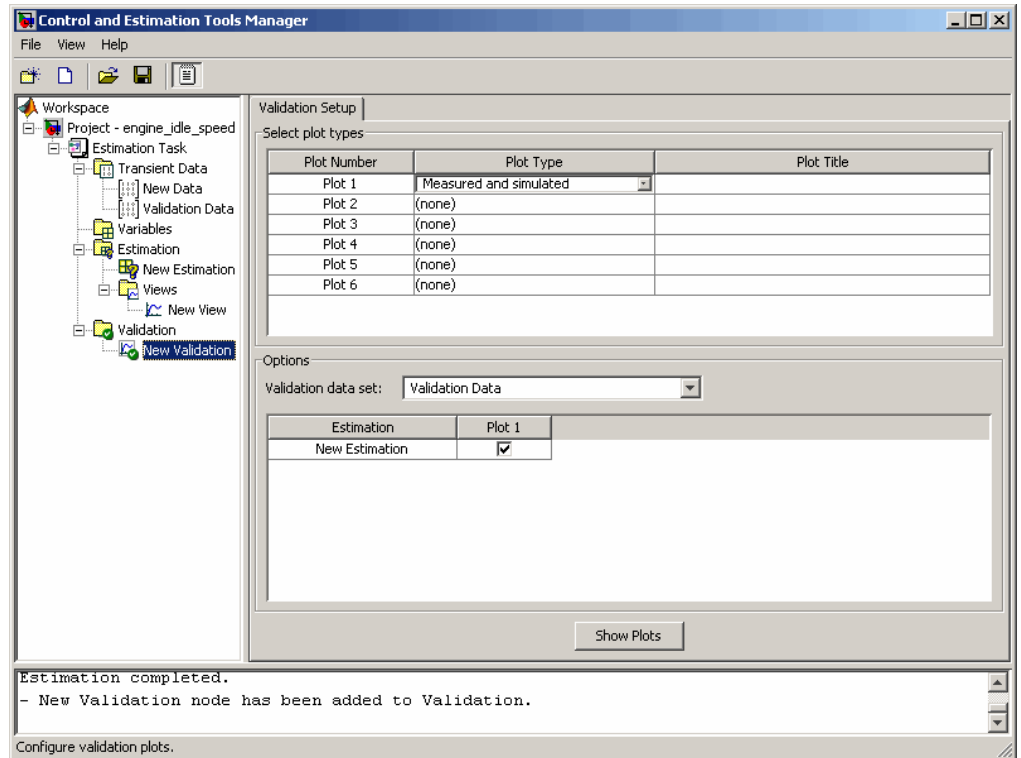 Control and Estimation Tools Manager
File View Help
Workspace
Project - engine_idle_speed
Estimation Task
Transient Data
New Data
Validation Data
Variables
Estimation
New Estimation
Views
New View
Validation
New Validation
Validation Setup
Select plot types
Plot Number Plot Type Plot Title
Plot 1 Measured and simulated
Plot 2 (none)
Plot 3 (none)
Plot 4 (none)
Plot 5 (none)
Plot 6 (none)
Options
Validation data set: Validation Data
Estimation Plot 1
New Estimation
Show Plots
Estimation completed.
- New Validation node has been added to Validation.
Configure validation plots.